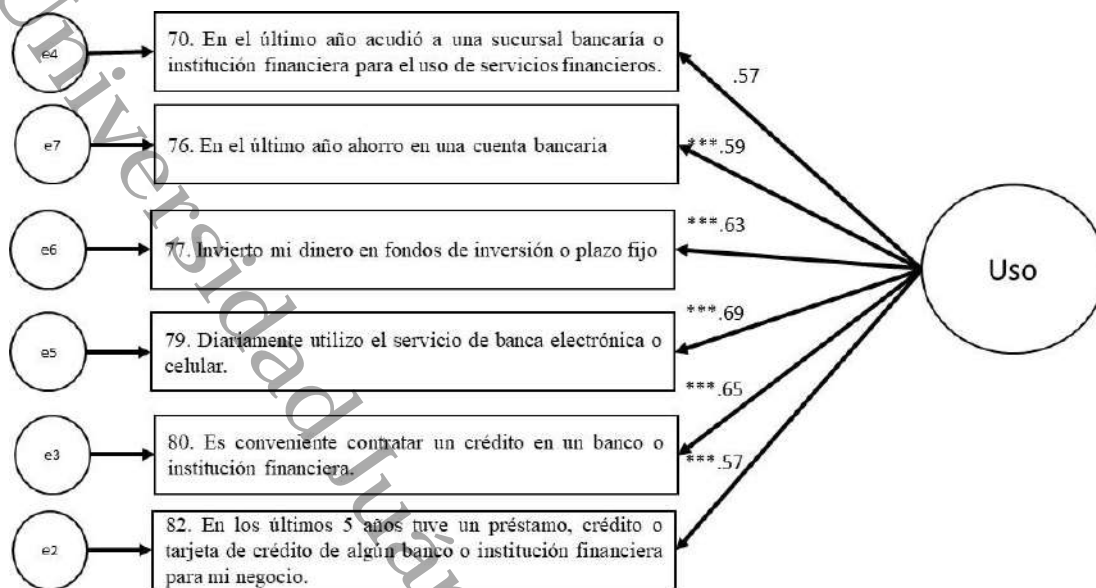 e4
70. En el último año acudió a una sucursal bancaría o
institución financiera para el uso de servicios financieros.
.57
e7
76. En el último año ahorro en una cuenta bancaria
***.59
e6
77. Invierto mi dinero en fondos de inversión o plazo fijo
***.63
Uso
e5
79. Diariamente utilizo el servicio de banca electrónica o
celular.
***.69
e3
80. Es conveniente contratar un crédito en un banco o
institución financiera.
***.65
e2
82. En los últimos 5 años tuve un préstamo, crédito o
tarjeta de crédito de algún banco o institución financiera
para mi negocio.
***.57
Universidad Juá